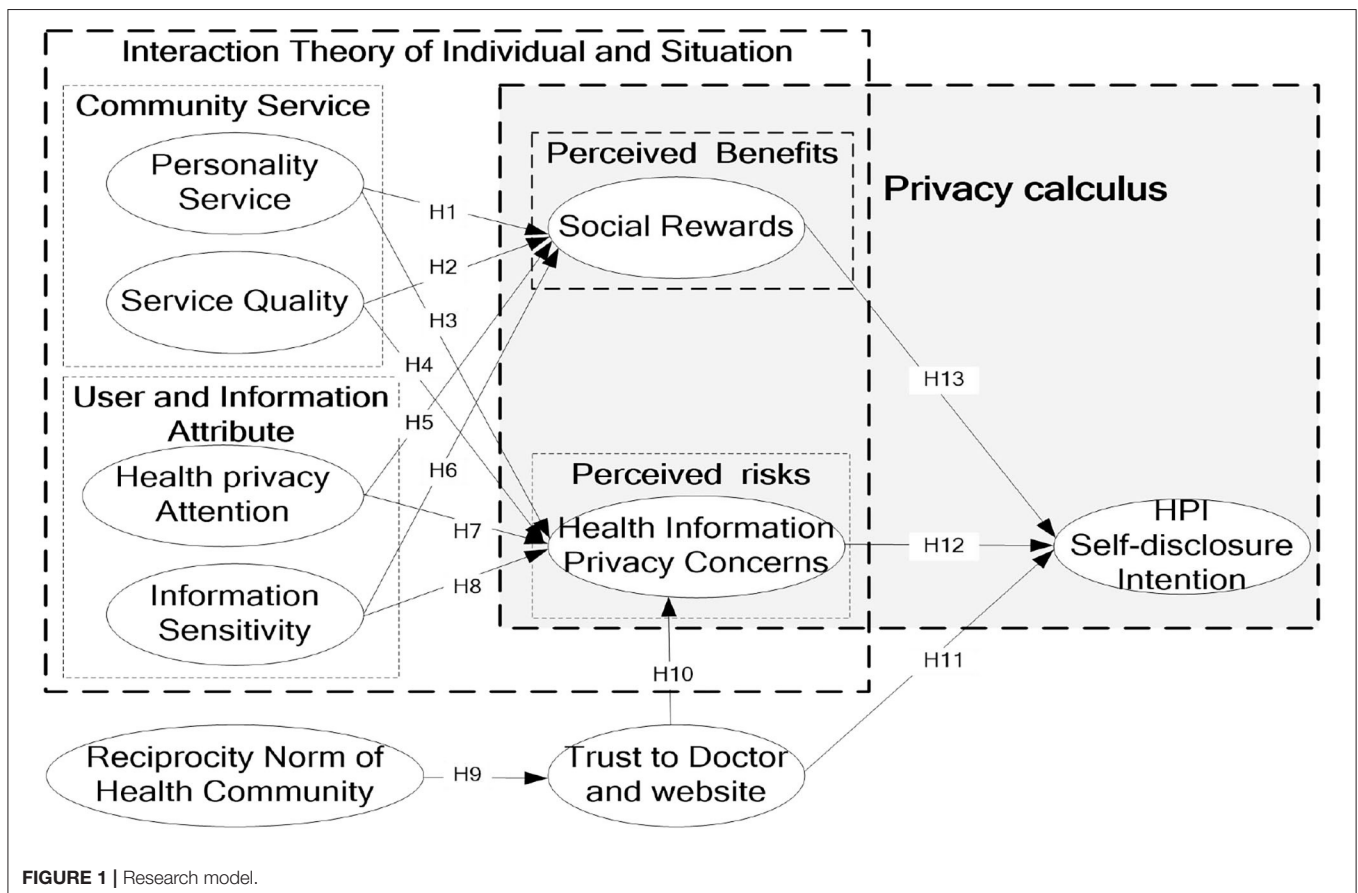 Interaction Theory of Individual and Situation
Community Service
Personality
Service
Service Quality
User and Information
Attribute
Health privacy
Attention
Information
Sensitivity
H1
H2
H3
H4
H5
H6
H7
H8
Perceived Benefits
Social Rewards
Privacy calculus
Perceived risks
Health Information
Privacy Concerns
H13
H12
H11
H10
HPI
Self-disclosure
Intention
Reciprocity Norm of
Health Community
H9
Trust to Doctor
and website
FIGURE 1 | Research model.